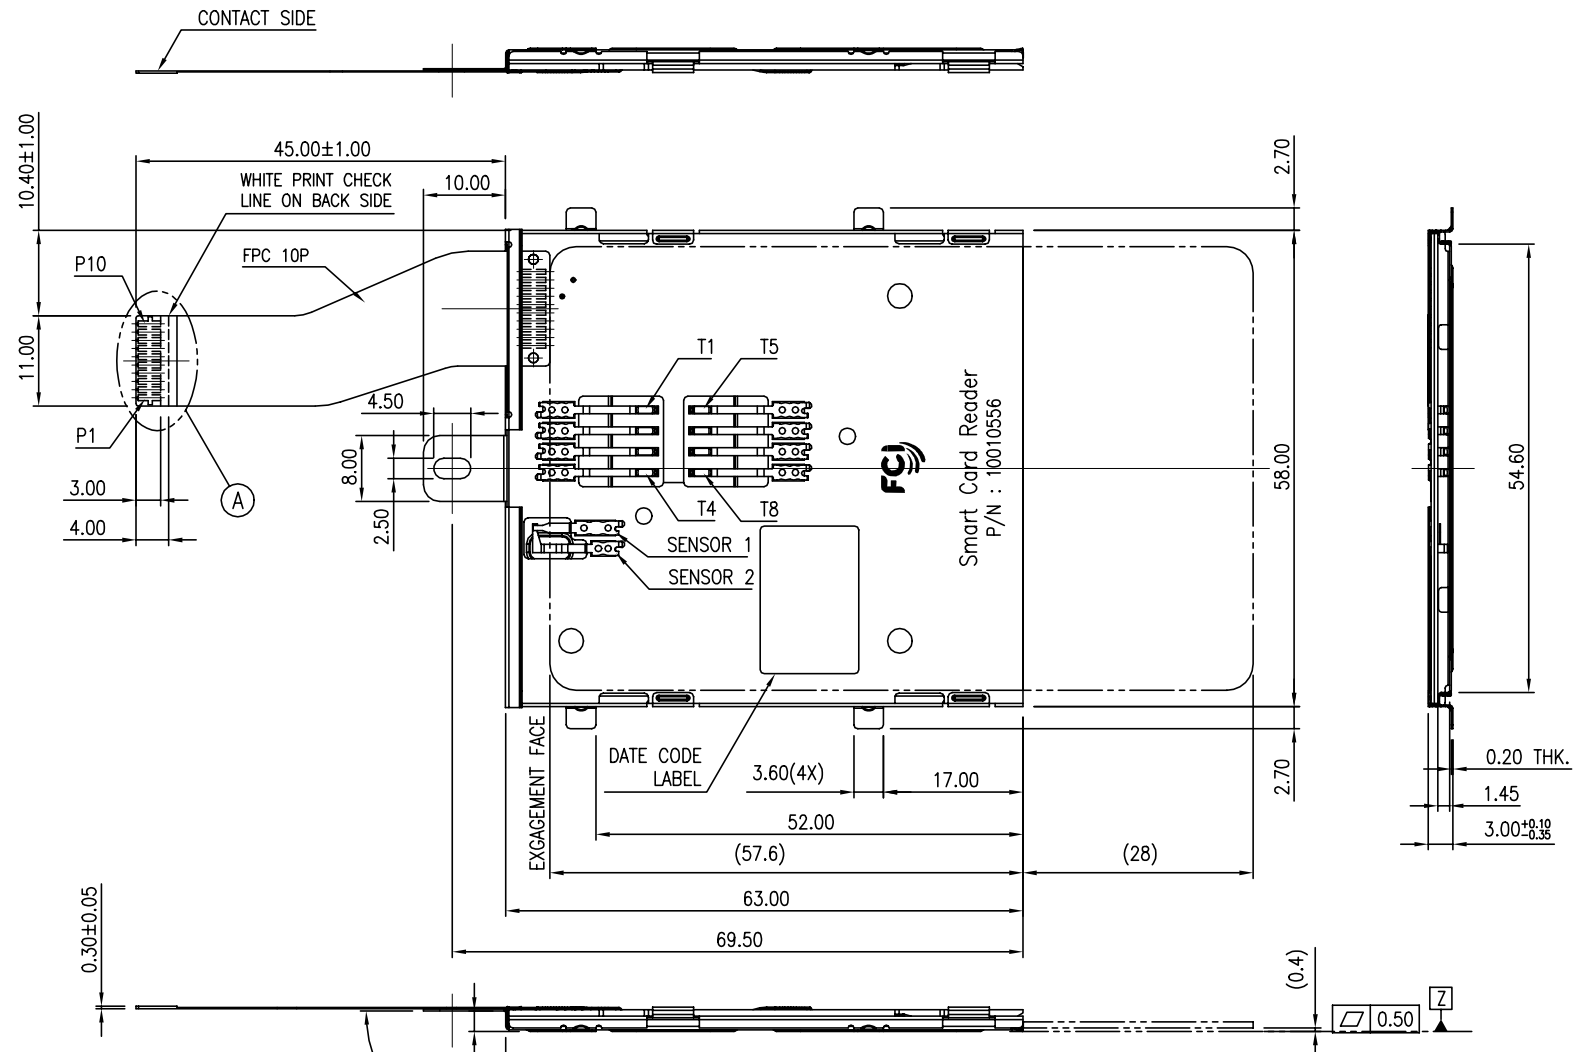 CONTACT SIDE
10.40±1.00
45.00±1.00
2.70
WHITE PRINT CHECK
LINE ON BACK SIDE
10.00
P10
FPC 10P
11.00
T1
T5
4.50
P1
8.00
3.00
A
4.00
2.50
T4
T8
FCI
Smart Card Reader
P/N : 10010556
58.00
54.60
SENSOR 1
SENSOR 2
EXGAGEMENT FACE
DATE CODE
LABEL
3.60(4X)
17.00
2.70
0.20 THK.
1.45
3.00+0.10
-0.35
52.00
(57.6)
(28)
63.00
69.50
0.30±0.05
(0.4)
0.50
Z